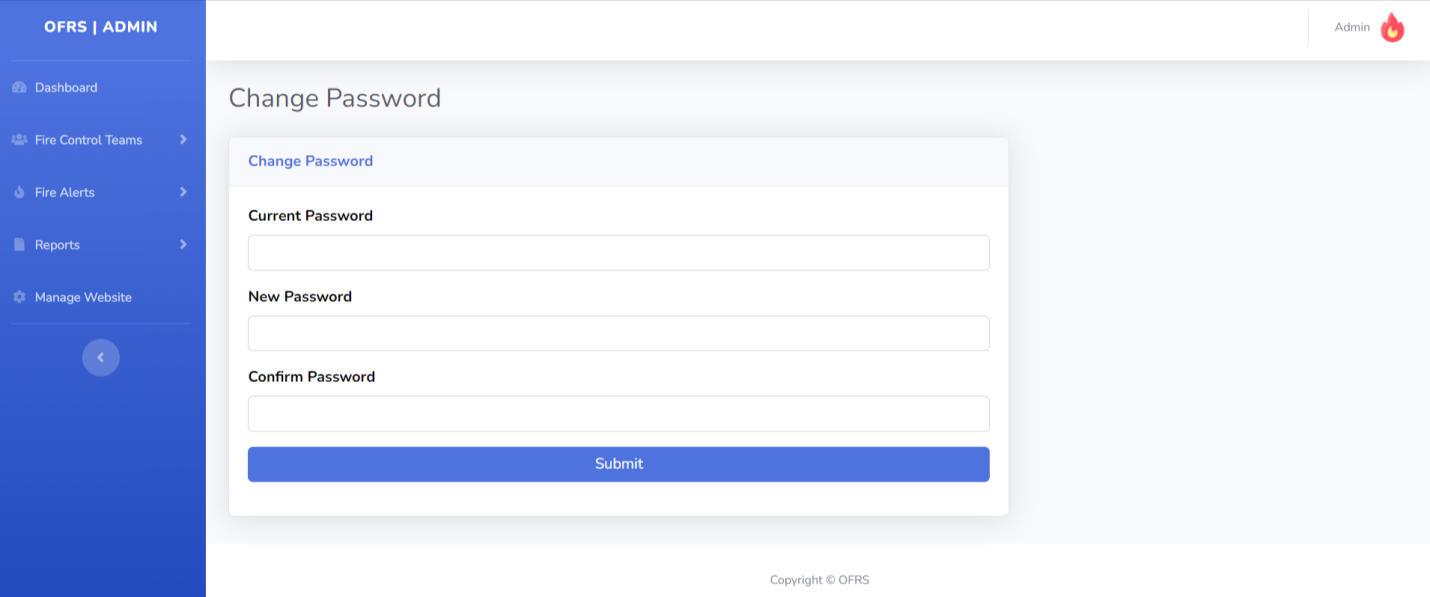 OFRS | ADMIN
Admin
Dashboard
Fire Control Teams
Fire Alerts
Reports
Manage Website
Change Password
Change Password
Current Password
New Password
Confirm Password
Submit
Copyright © OFRS